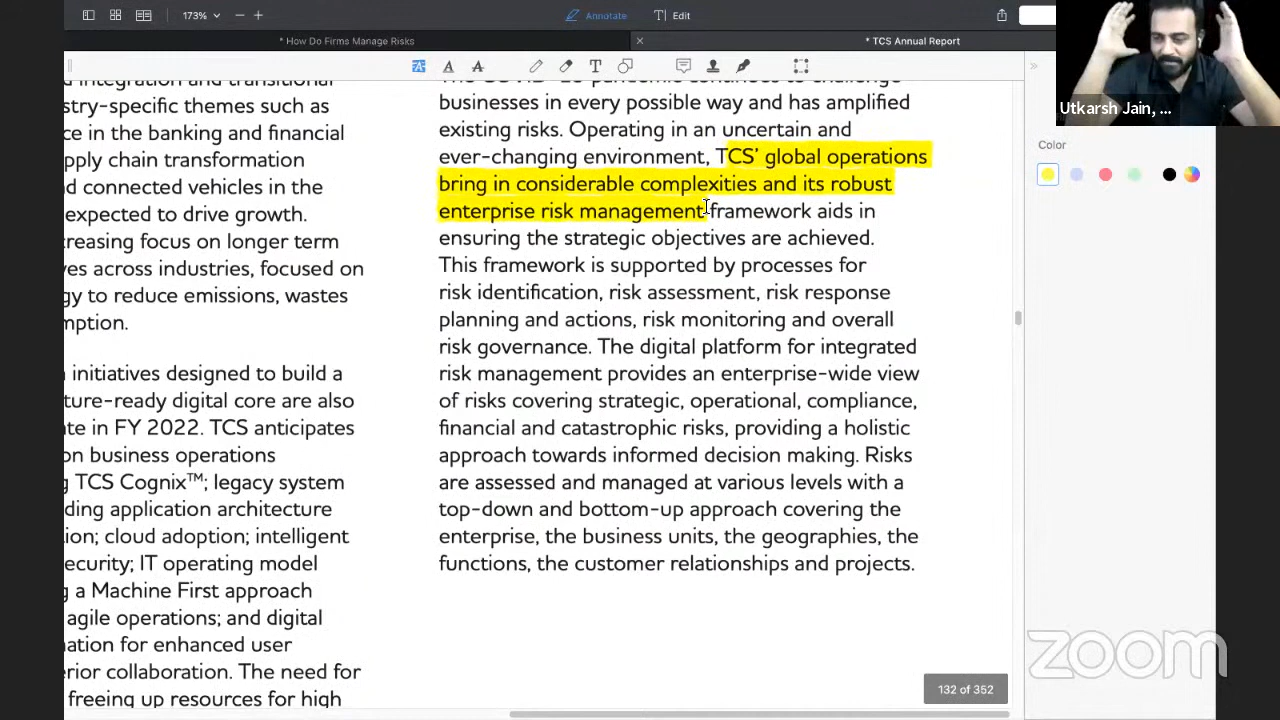 173%
Annotate
Edit
* How Do Firms Manage Risks
* TCS Annual Report
Utkarsh Jain, ...
Color
integration and transitional
stry-specific themes such as
ce in the banking and financial
pply chain transformation
d connected vehicles in the
expected to drive growth.
creasing focus on longer term
ves across industries, focused on
gy to reduce emissions, wastes
mption.
initiatives designed to build a
ture-ready digital core are also
ate in FY 2022. TCS anticipates
on business operations
g TCS Cognix™; legacy system
ding application architecture
ion; cloud adoption; intelligent
ecurity; IT operating model
g a Machine First approach
agile operations; and digital
nation for enhanced user
erior collaboration. The need for
freeing up resources for high
pandemic continues to challenge
businesses in every possible way and has amplified
existing risks. Operating in an uncertain and
ever-changing environment, TCS’ global operations
bring in considerable complexities and its robust
enterprise risk management framework aids in
ensuring the strategic objectives are achieved.
This framework is supported by processes for
risk identification, risk assessment, risk response
planning and actions, risk monitoring and overall
risk governance. The digital platform for integrated
risk management provides an enterprise-wide view
of risks covering strategic, operational, compliance,
financial and catastrophic risks, providing a holistic
approach towards informed decision making. Risks
are assessed and managed at various levels with a
top-down and bottom-up approach covering the
enterprise, the business units, the geographies, the
functions, the customer relationships and projects.
132 of 352
zoom